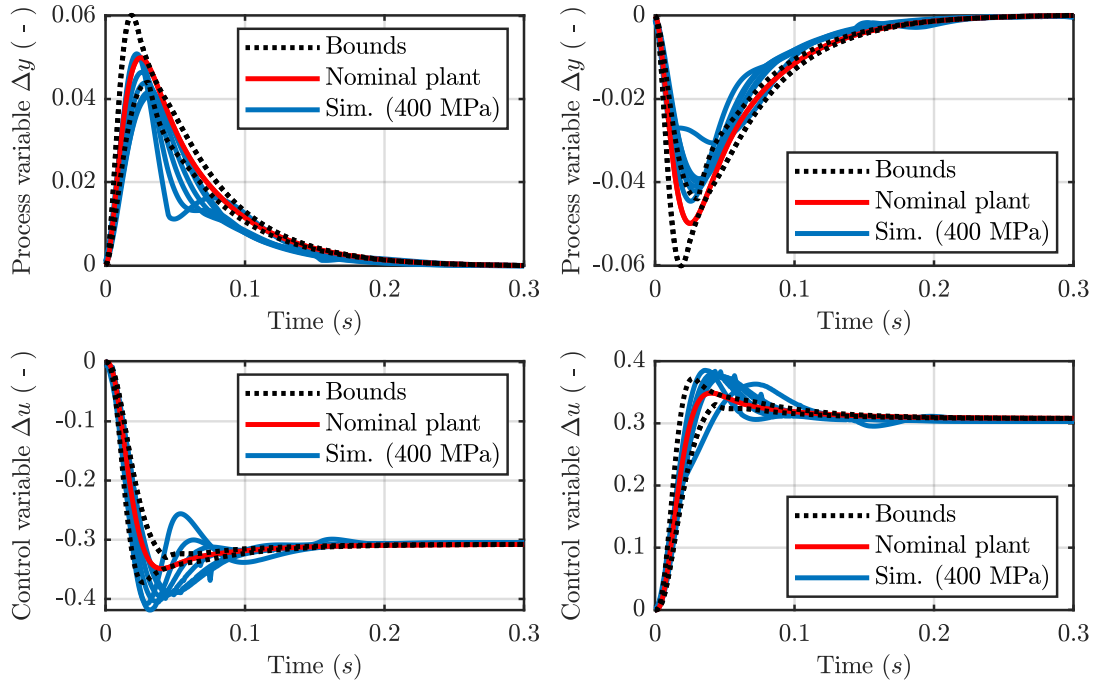 Process variable Δy ( - )
0.06
0.04
0.02
0
Bounds
Nominal plant
Sim. (400 MPa)
0
0.1
0.2
0.3
Time (s)
Process variable Δy ( - )
0
-0.02
-0.04
-0.06
Bounds
Nominal plant
Sim. (400 MPa)
0
0.1
0.2
0.3
Time (s)
Control variable Δu ( - )
0
-0.1
-0.2
-0.3
-0.4
Bounds
Nominal plant
Sim. (400 MPa)
0
0.1
0.2
0.3
Time (s)
Control variable Δu ( - )
0.4
0.3
0.2
0.1
0
Bounds
Nominal plant
Sim. (400 MPa)
0
0.1
0.2
0.3
Time (s)